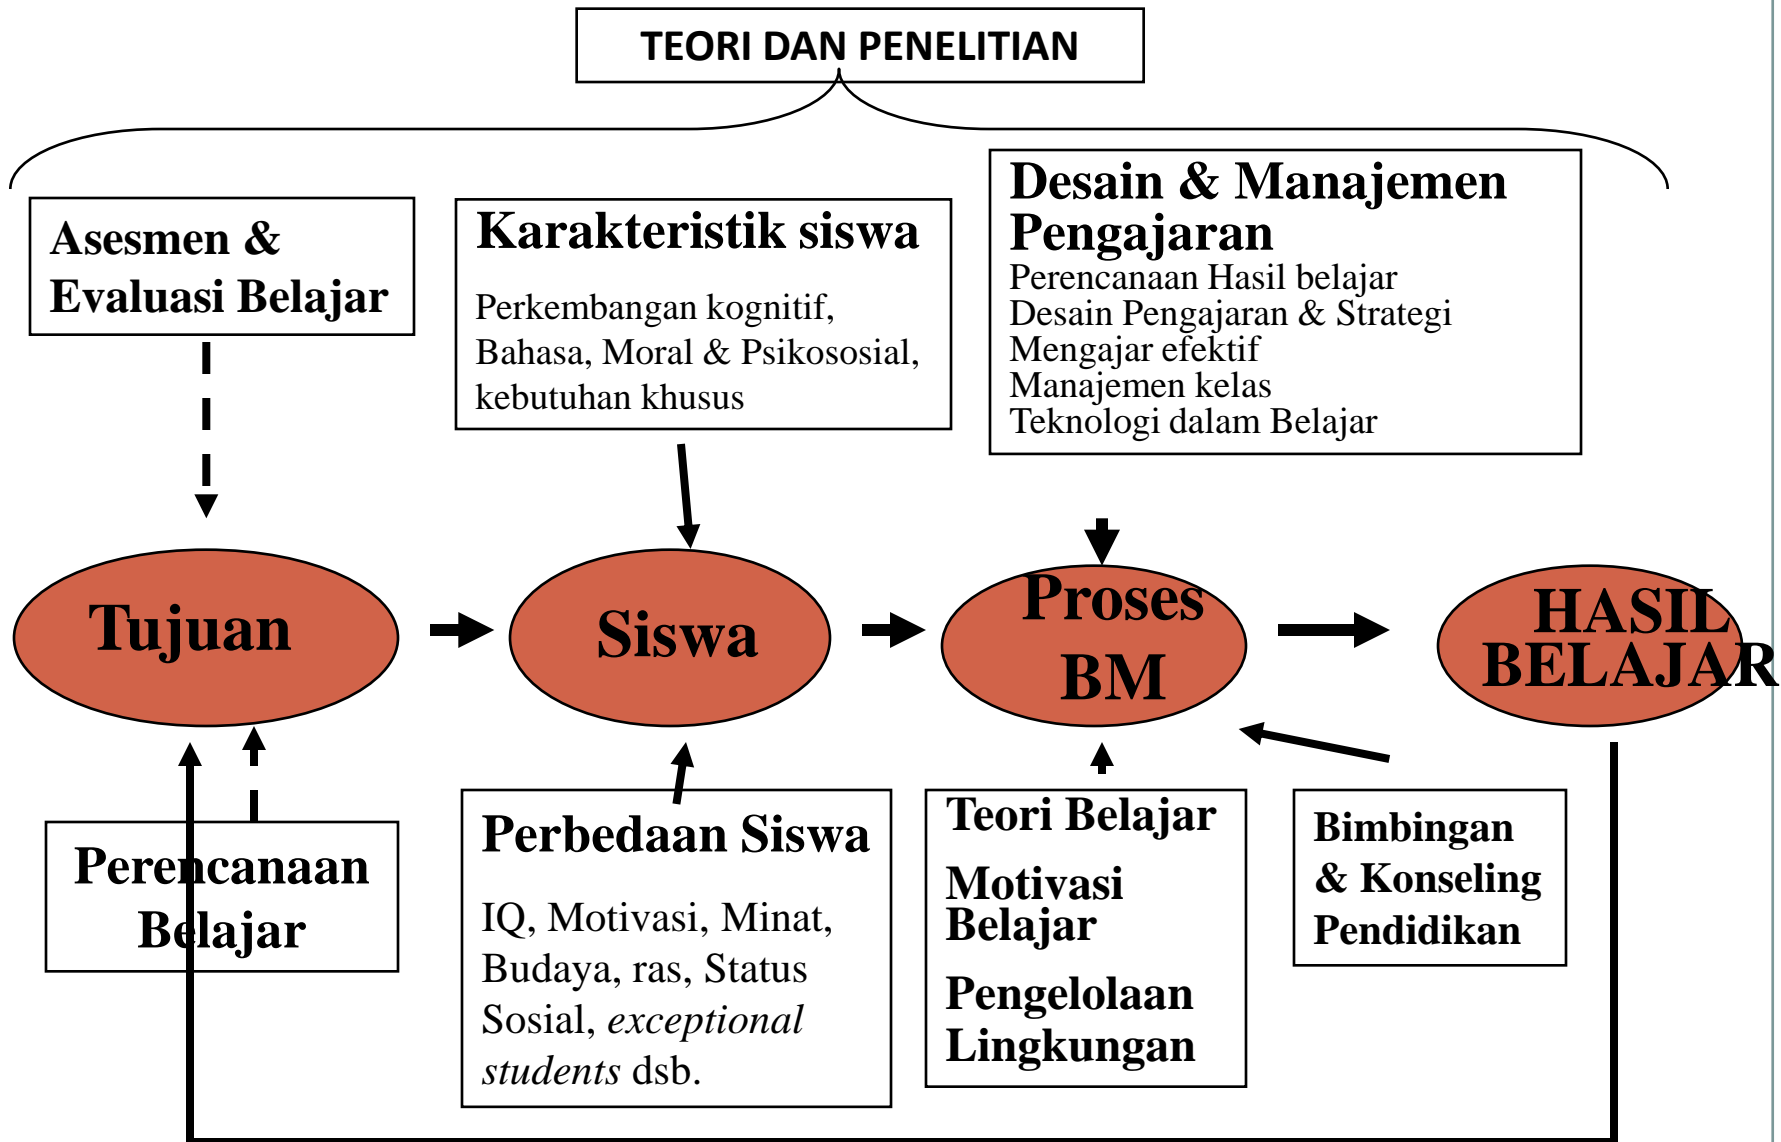 TEORI DAN PENELITIAN
Asesmen &
Evaluasi Belajar
Karakteristik siswa
Perkembangan kognitif,
Bahasa, Moral & Psikososial,
kebutuhan khusus
Desain & Manajemen
Pengajaran
Perencanaan Hasil belajar
Desain Pengajaran & Strategi
Mengajar efektif
Manajemen kelas
Teknologi dalam Belajar
Tujuan
Siswa
Proses
BM
HASIL
BELAJAR
Perencanaan
Belajar
Perbedaan Siswa
IQ, Motivasi, Minat,
Budaya, ras, Status
Sosial, exceptional
students dsb.
Teori Belajar
Motivasi
Belajar
Pengelolaan
Lingkungan
Bimbingan
& Konseling
Pendidikan